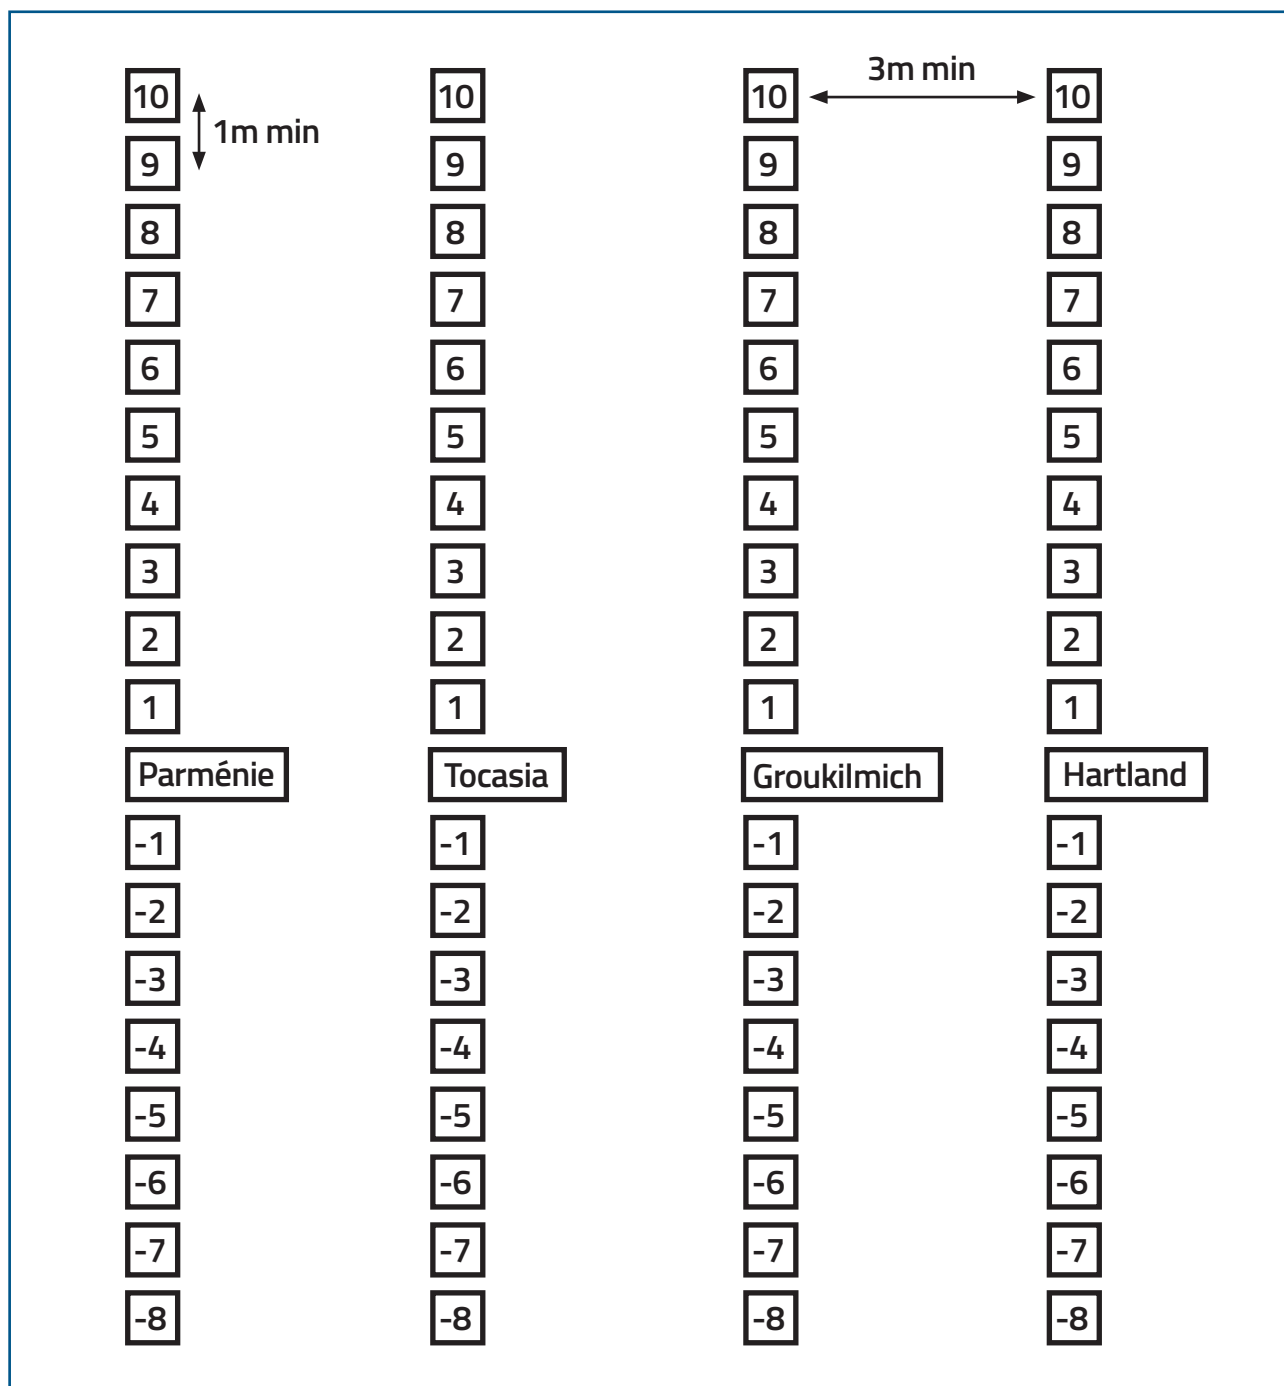 3m min
10 10 10 10
1m min
9 9 9 9
8 8 8 8
7 7 7 7
6 6 6 6
5 5 5 5
4 4 4 4
3 3 3 3
2 2 2 2
1 1 1 1
Parménie Tocasia Groukilmich Hartland
-1 -1 -1 -1
-2 -2 -2 -2
-3 -3 -3 -3
-4 -4 -4 -4
-5 -5 -5 -5
-6 -6 -6 -6
-7 -7 -7 -7
-8 -8 -8 -8